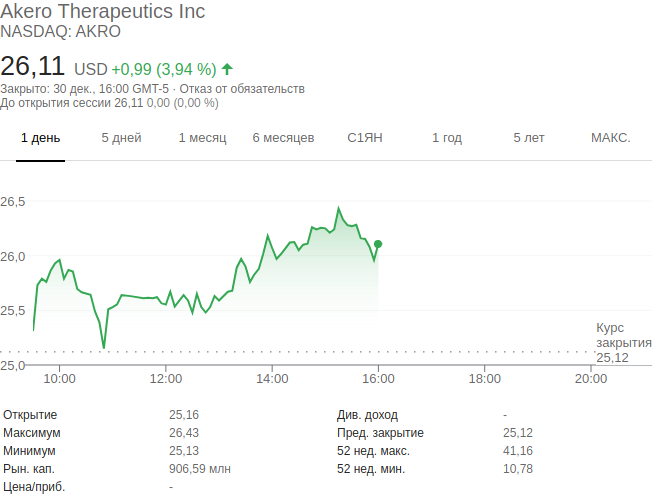 Akero Therapeutics Inc
NASDAQ: AKRO
26,11 USD +0,99 (3,94 %)
Закрыто: 30 дек., 16:00 GMT-5 · Отказ от обязательств
До открытия сессии 26,11 0,00 (0,00 %)
1 день 5 дней 1 месяц 6 месяцев С1ЯН 1 год 5 лет МАКС.
26,5
26,0
25,5
Курс
закрытия
25,12
25,0
10:00 12:00 14:00 16:00 18:00 20:00
Открытие 25,16 Див. доход -
Максимум 26,43 Пред. закрытие 25,12
Минимум 25,13 52 нед. макс. 41,16
Рын. кап. 906,59 млн 52 нед. мин. 10,78
Цена/приб. -